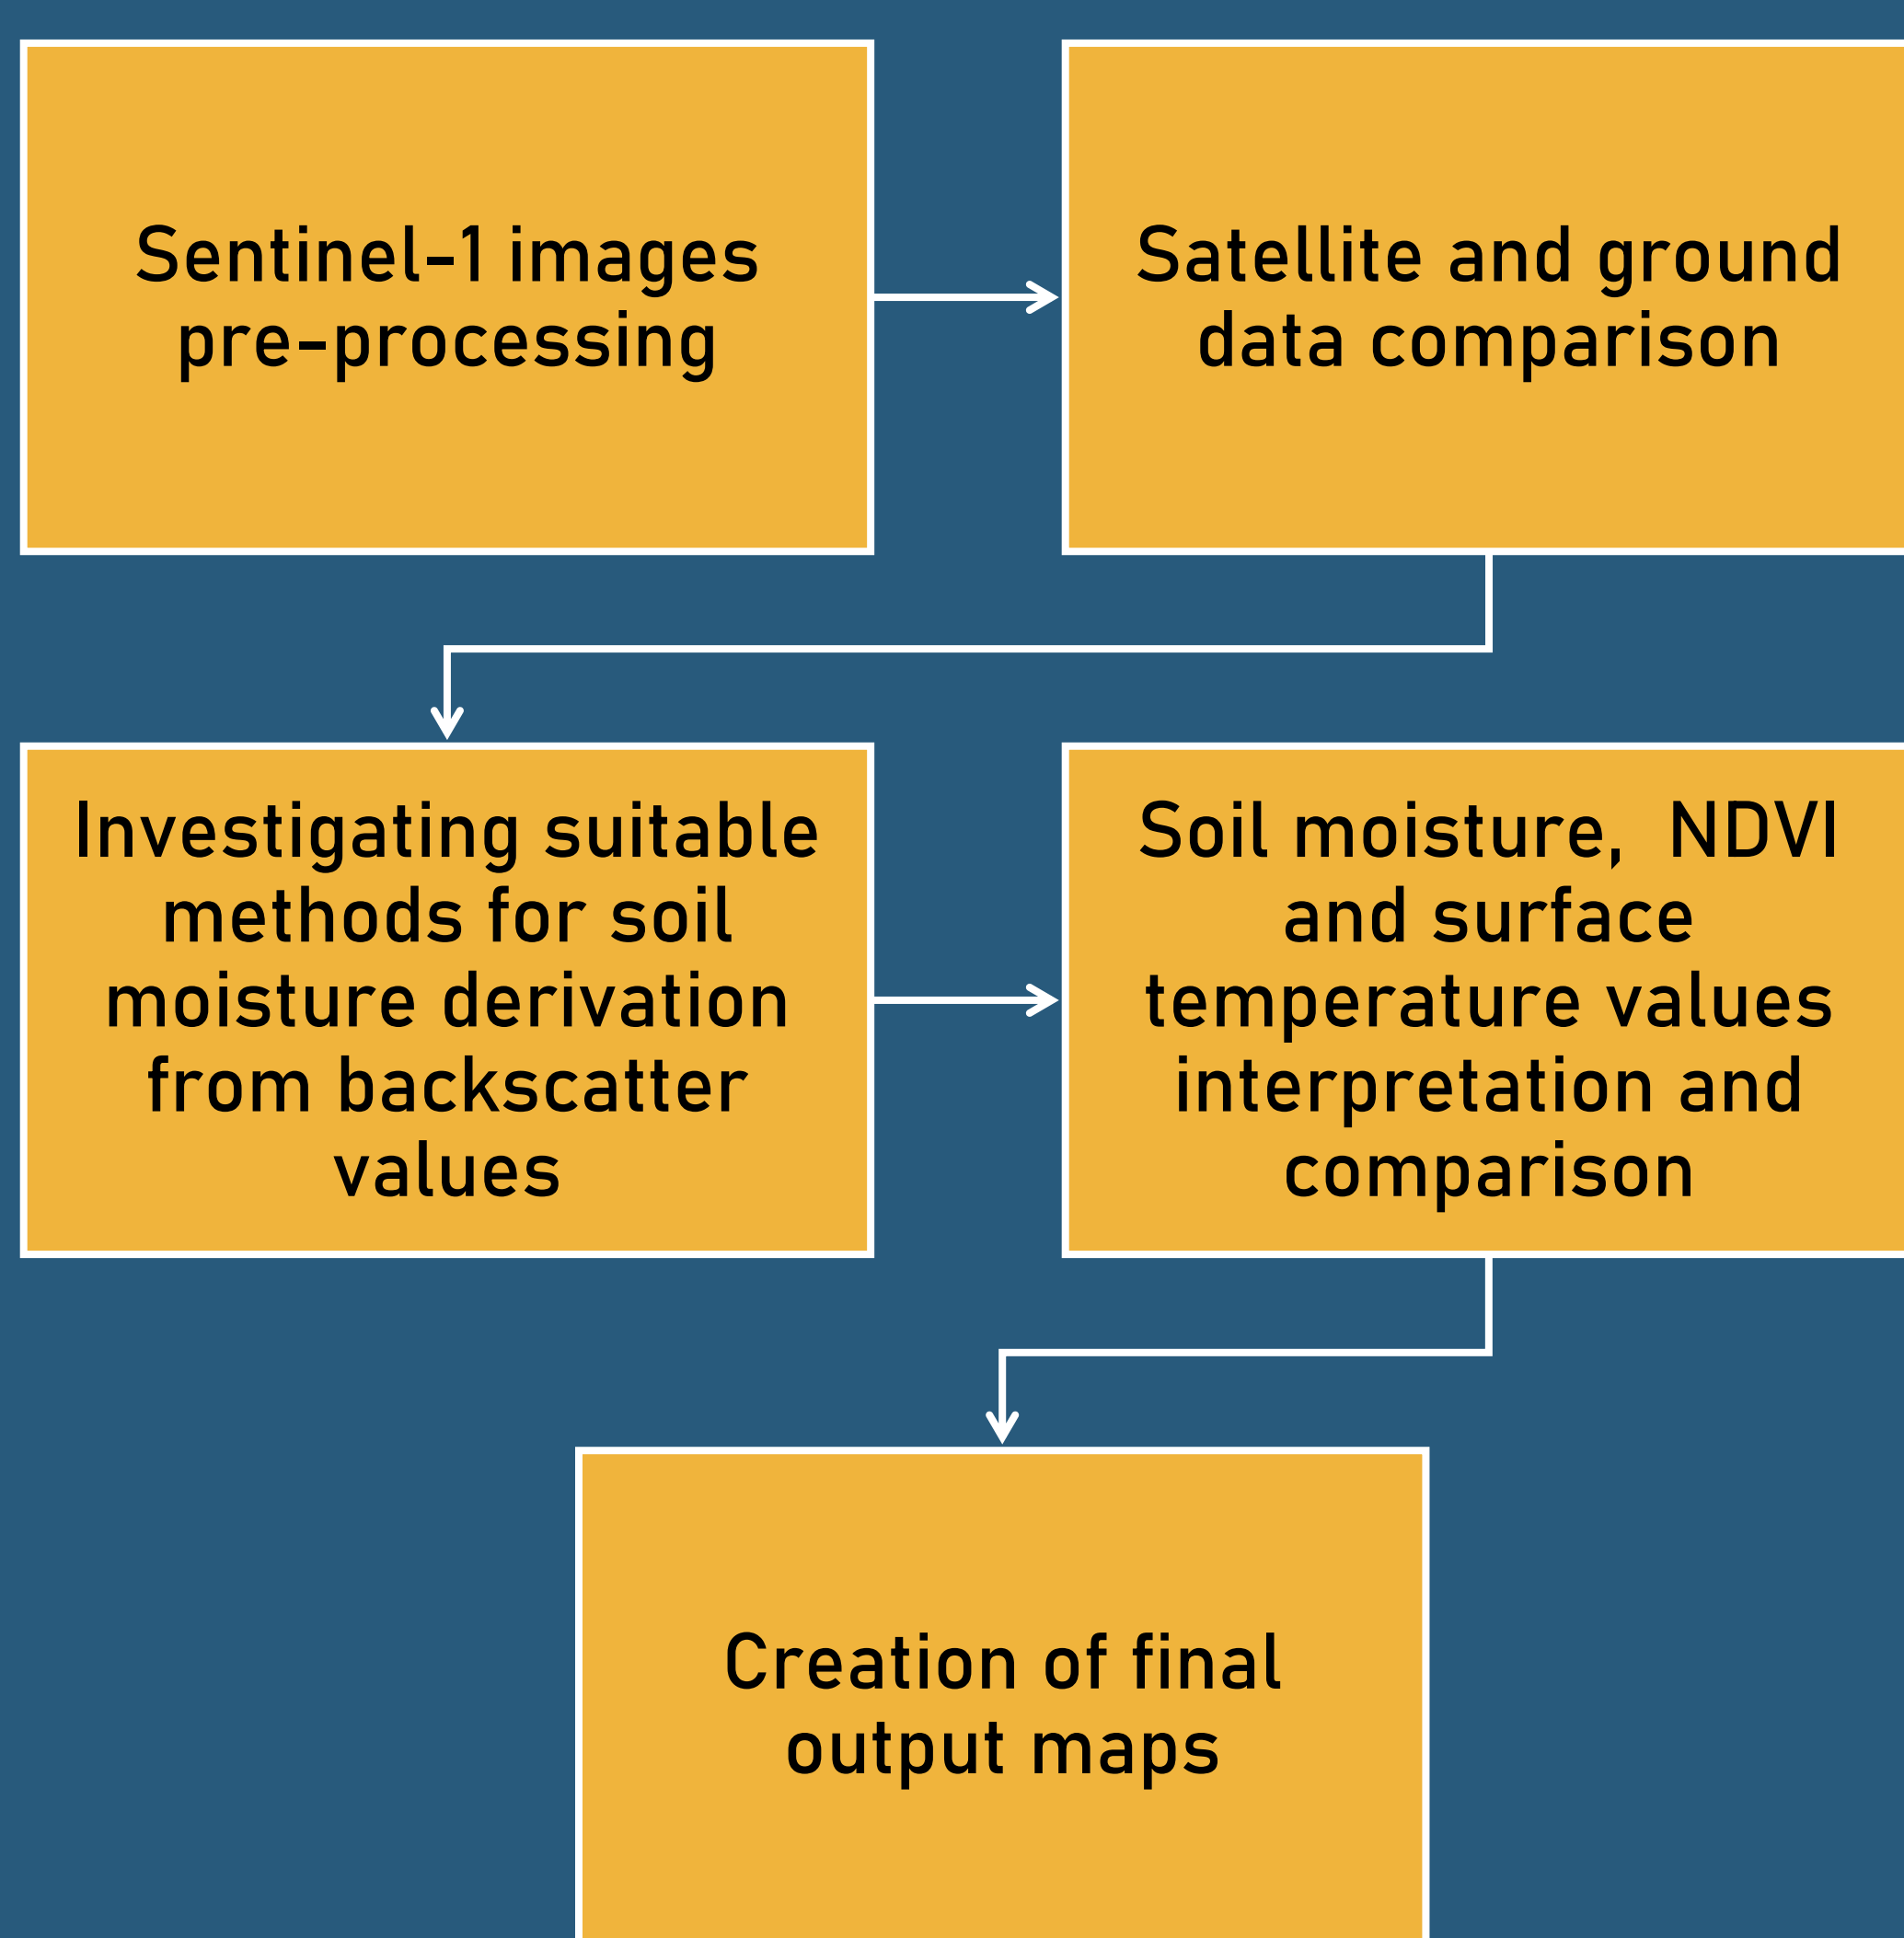 Sentinel-1 images
pre-processing
Satellite and ground
data comparison
Investigating suitable
methods for soil
moisture derivation
from backscatter
values
Soil moisture, NDVI
and surface
temperature values
interpretation and
comparison
Creation of final
output maps